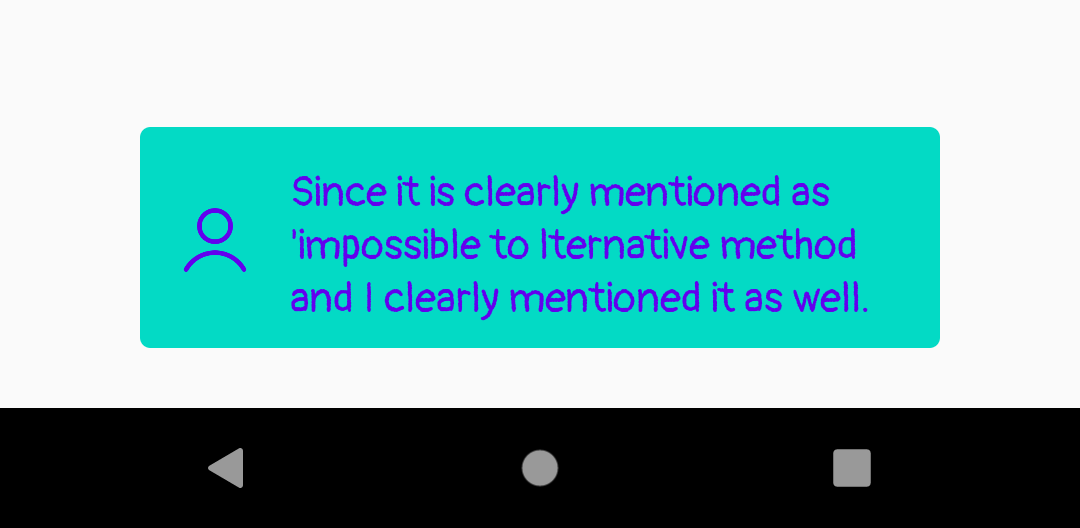 Since it is clearly mentioned as
'impossible to lternative method
and I clearly mentioned it as well.